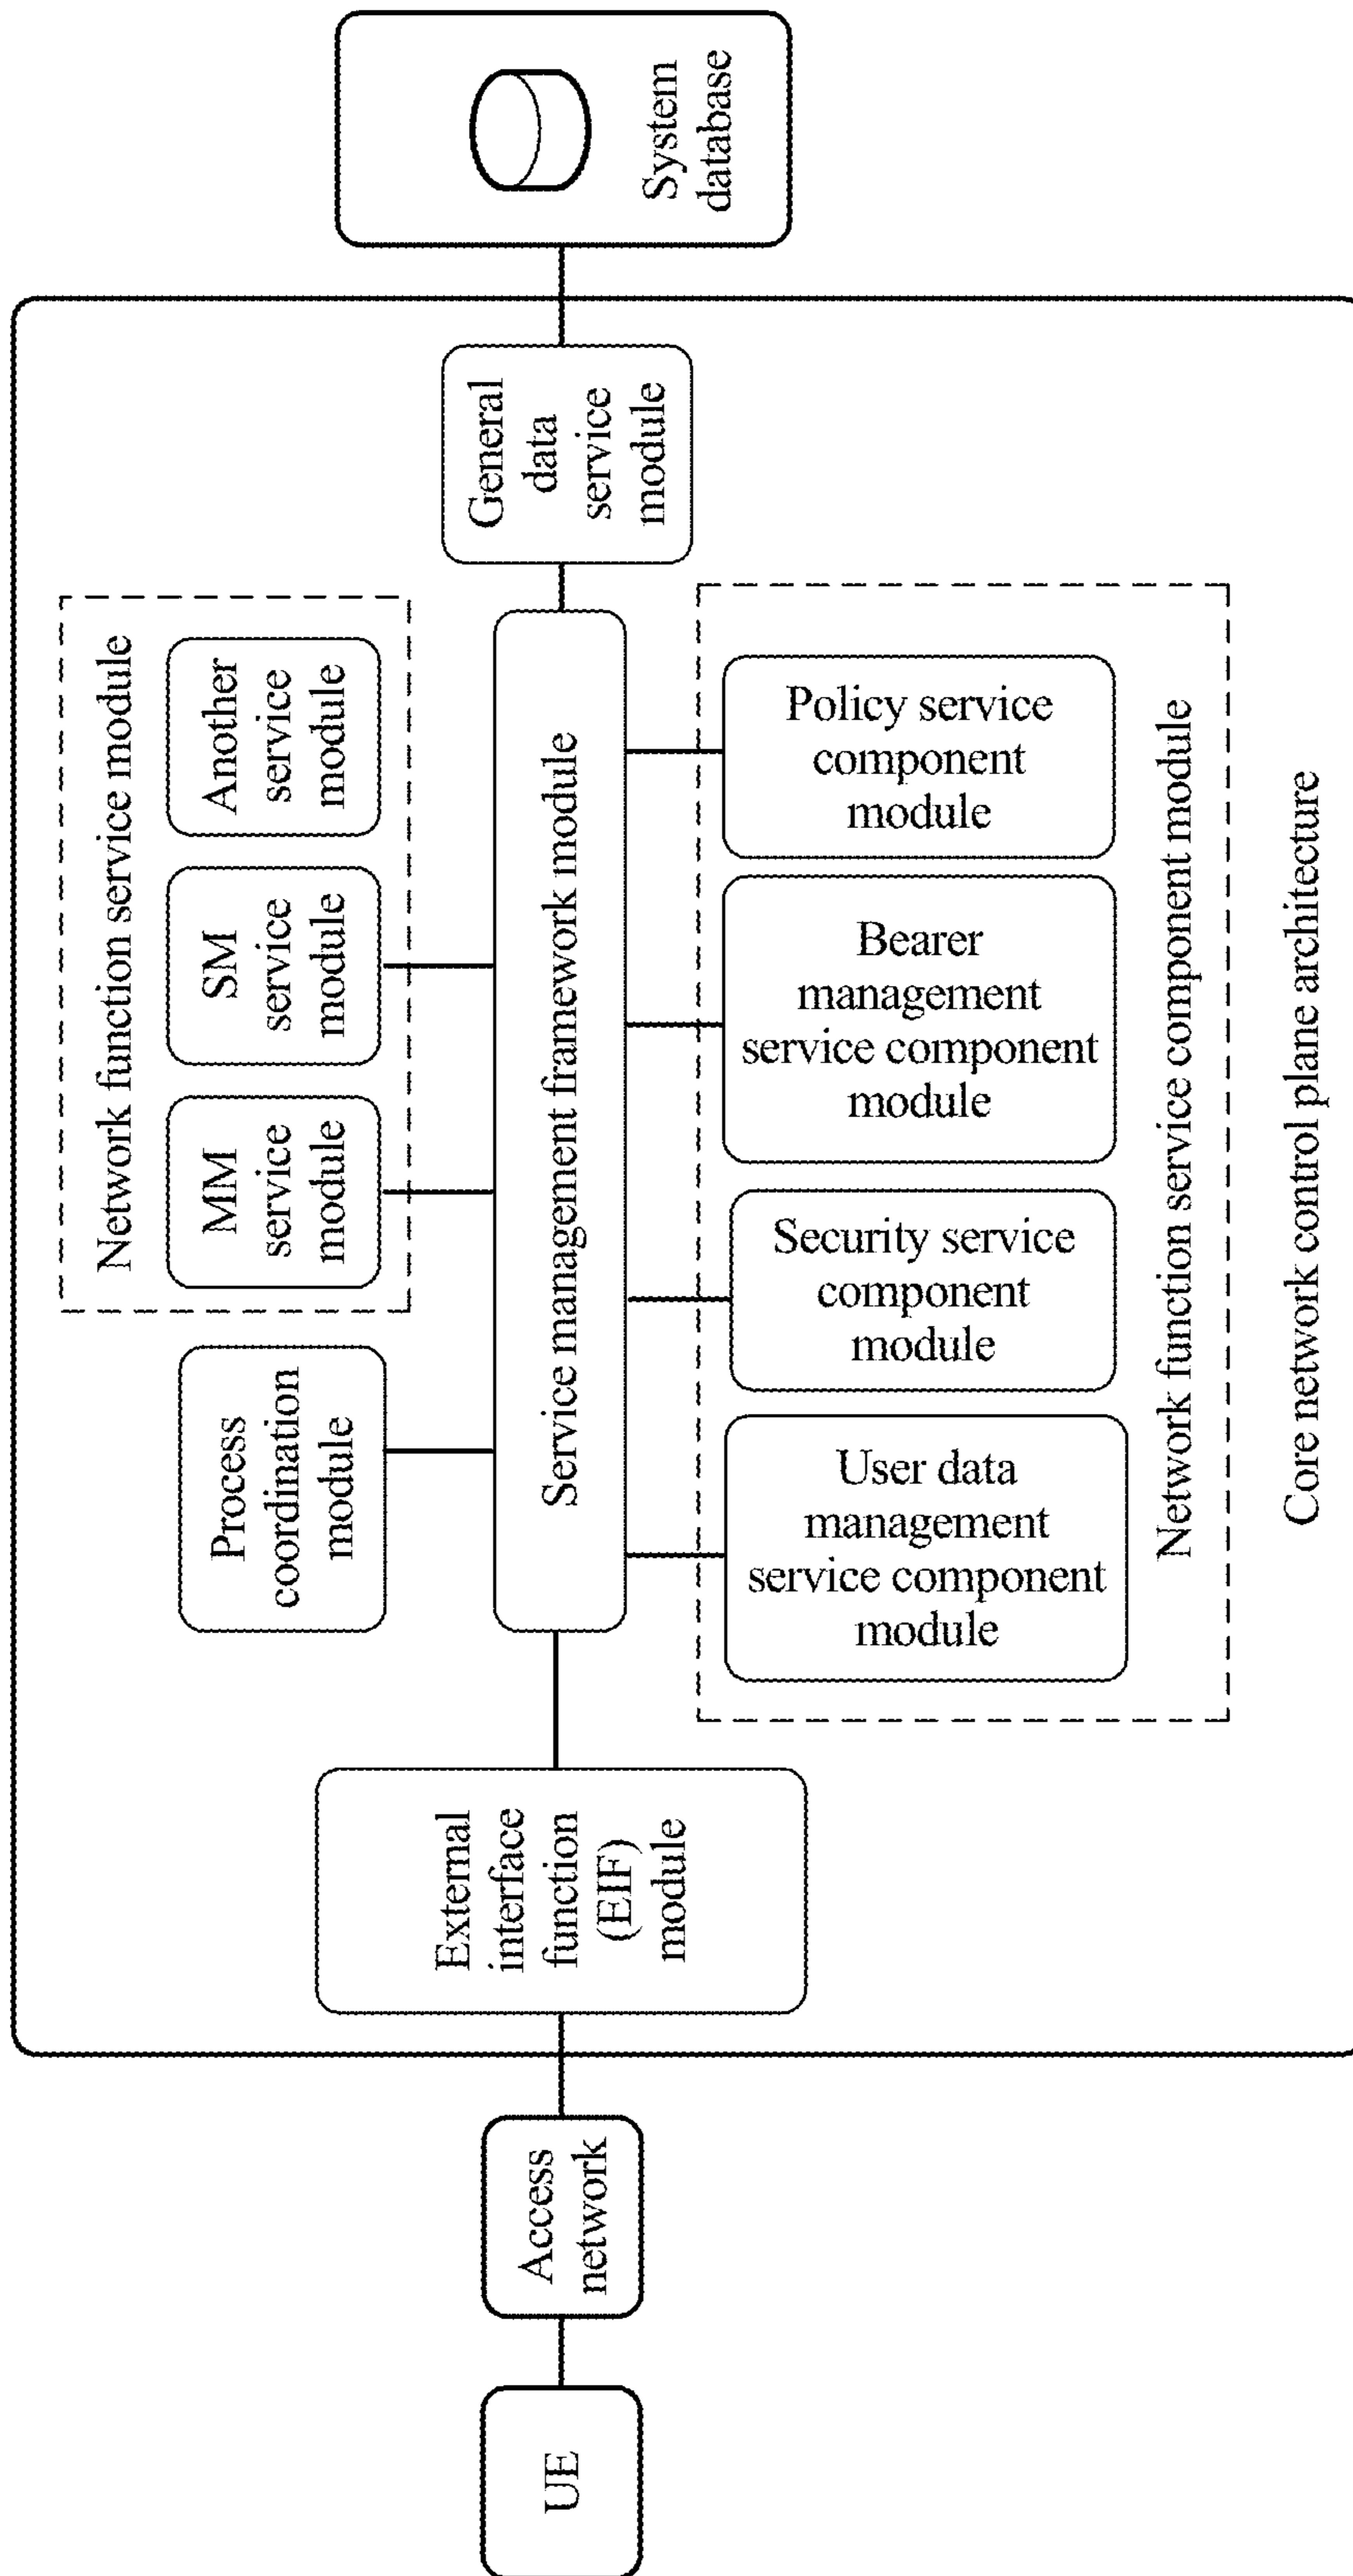 UE
Access
network
External
interface
function
(EIF)
module
Process
coordination
module
Network function service module
MM
service
module
SM
service
module
Another
service
module
Service management framework module
General
data
service
module
System
database
User data
management
service component
module
Security service
component
module
Bearer
management
service component
module
Policy service
component
module
Network function service component module
Core network control plane architecture